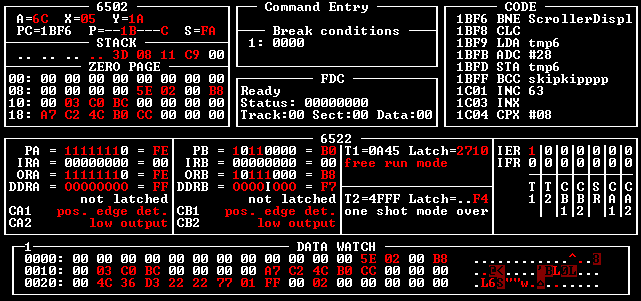 6502
A=6C X=05 Y=1A
PC=1BF6 P=--1B---C S=FA
STACK
.. .. .. .. .. 3D 08 11 C9 00
ZERO PAGE
00: 00 00 00 00 00 00 00 00
08: 00 00 00 00 5E 02 00 B8
10: 00 03 C0 BC 00 00 00 00
18: A7 C2 4C B0 CC 00 00 00
Command Entry
Break conditions
1: 0000
FDC
Ready
Status: 00000000
Track:00 Sect:00 Data:00
CODE
1BF6 BNE ScrollerDispl
1BF8 CLC
1BF9 LDA tmp6
1BFB ADC #28
1BFD STA tmp6
1BFF BCC skipkipppp
1C01 INC 63
1C03 INX
1C04 CPX #08
6522
PA = 11111110 = FE
IRA = 00000000 = 00
ORA = 11111110 = FE
DDRA = 00000000 = FF
not latched
CA1 pos. edge det.
CA2 low output
PB = 10110000 = B0
IRB = 00000000 = 00
ORB = 10111000 = B8
DDRB = 00001000 = F7
not latched
CB1 pos. edge det.
CB2 low output
T1=0A45 Latch=2710
free run mode
T2=4FFF Latch=..F4
one shot mode over
IER 1 0 0 0 0 0 0 0
IFR 0 0 0 0 0 0 0 0
T1 T2 CB1 CB2 SR CA1 CA2
1 DATA WATCH
0000: 00 00 00 00 00 00 00 00 00 00 00 00 5E 02 00 B8
0010: 00 03 C0 BC 00 00 00 00 A7 C2 4C B0 CC 00 00 00
0020: 00 4C 36 D3 22 22 77 01 FF 00 02 00 00 00 00 00